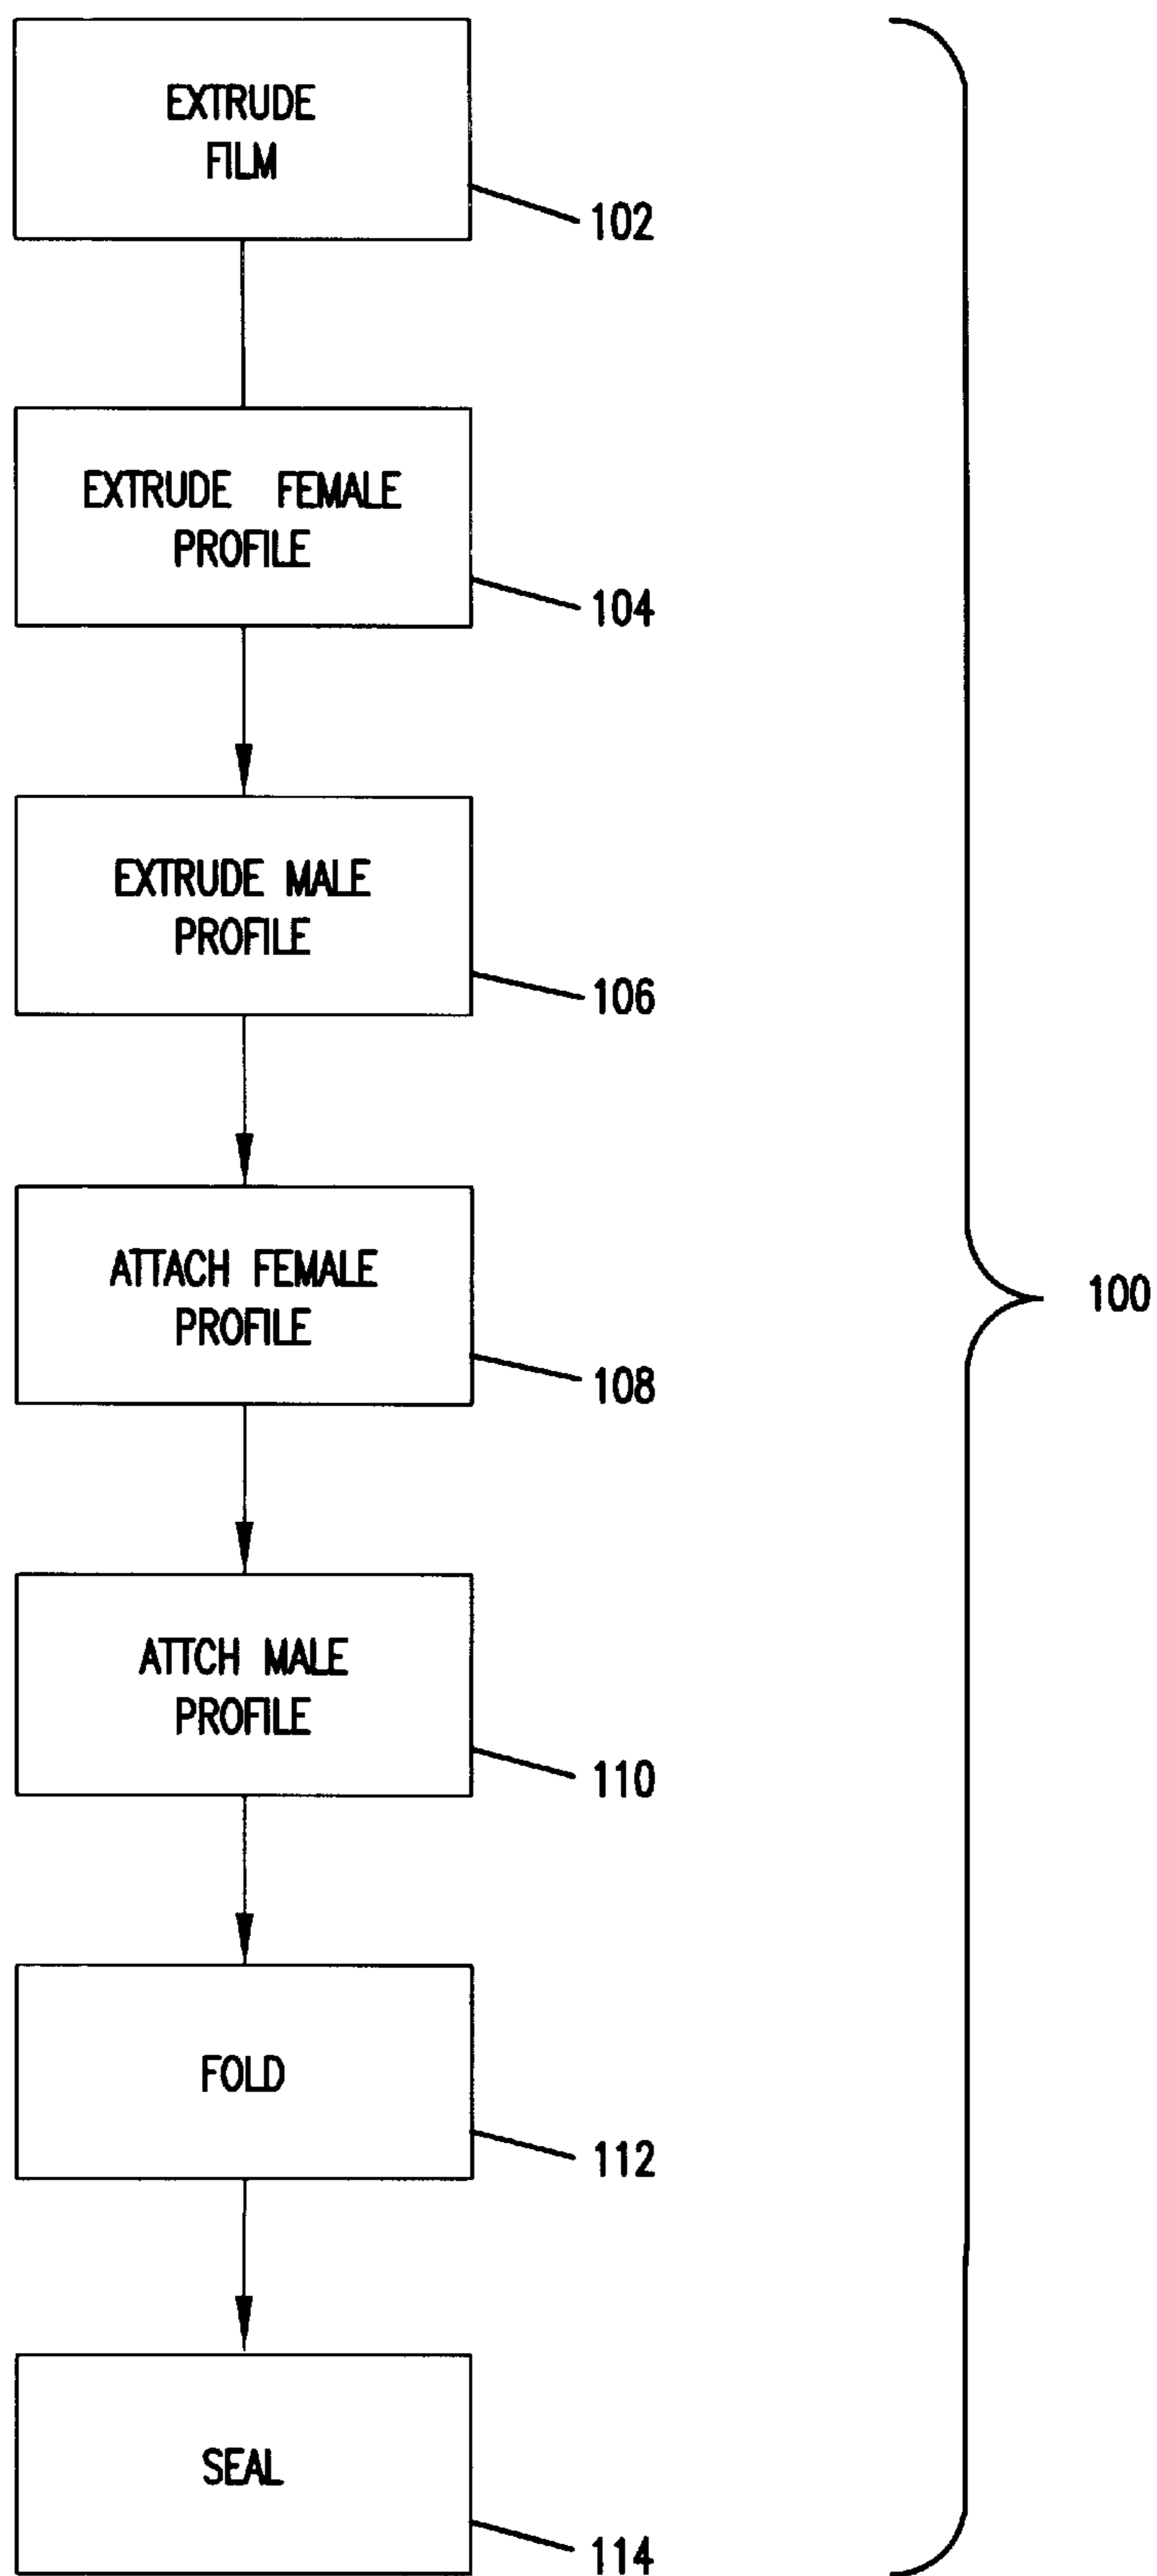 EXTRUDE
FILM
102
EXTRUDE FEMALE
PROFILE
104
EXTRUDE MALE
PROFILE
106
ATTACH FEMALE
PROFILE
108
100
ATTCH MALE
PROFILE
110
FOLD
112
SEAL
114